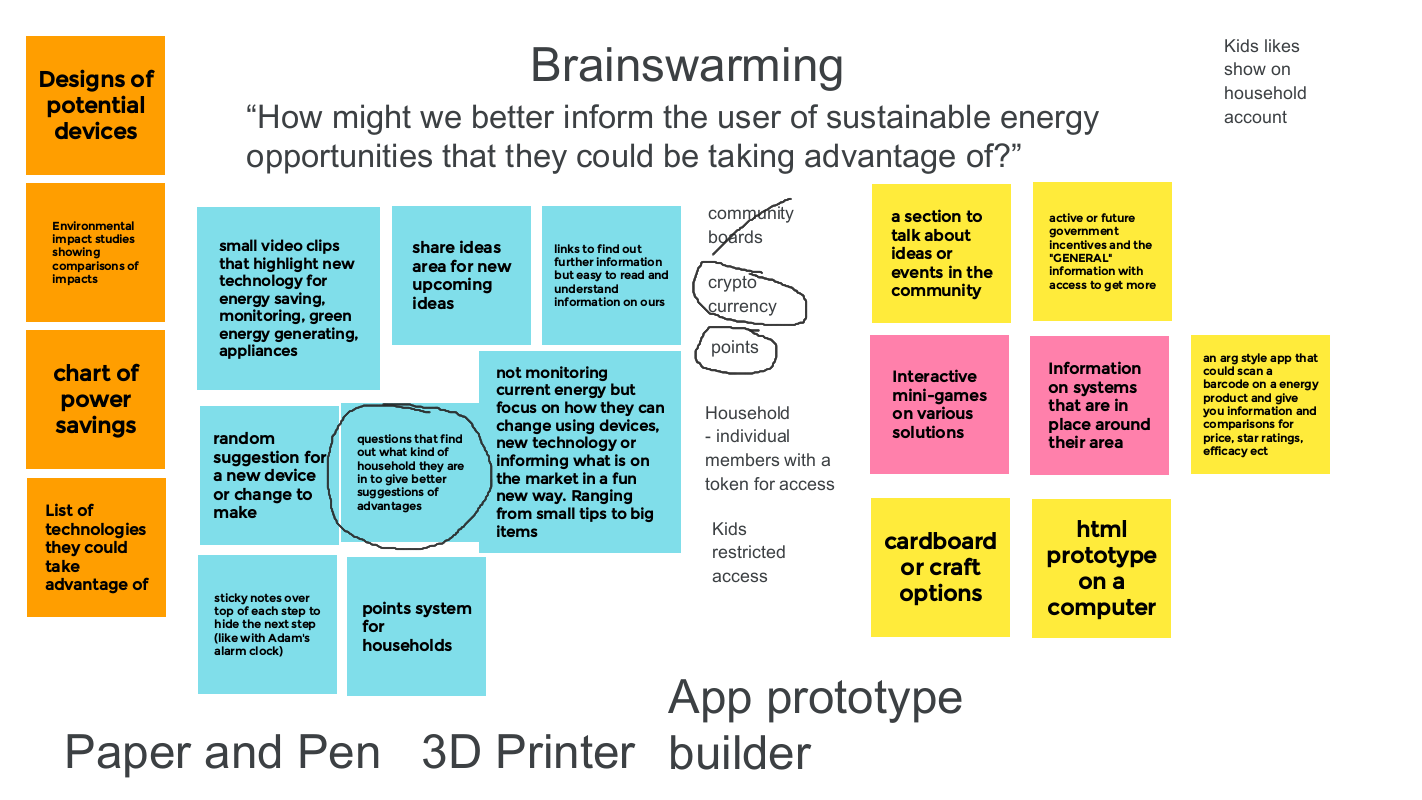 Brainswarming
“How might we better inform the user of sustainable energy
opportunities that they could be taking advantage of?”
Kids likes
show on
household
account
Designs of
potential
devices
Environmental
impact studies
showing
comparisons of
impacts
chart of
power
savings
List of
technologies
they could
take
advantage of
small video clips
that highlight new
technology for
energy saving,
monitoring, green
energy generating,
appliances
share ideas
area for new
upcoming
ideas
links to find out
further information
but easy to read and
understand
information on ours
random
suggestion for
a new device
or change to
make
questions that find
out what kind of
household they are
in to give better
suggestions of
advantages
not monitoring
current energy but
focus on how they can
change using devices,
new technology or
informing what is on
the market in a fun
new way. Ranging
from small tips to big
items
sticky notes over
top of each step to
hide the next step
(like with Adam's
alarm clock)
points system
for
households
community
boards
crypto
currency
points
Household
- individual
members with a
token for access
Kids
restricted
access
a section to
talk about
ideas or
events in the
community
active or future
government
incentives and the
"GENERAL"
information with
access to get more
Interactive
mini-games
on various
solutions
Information
on systems
that are in
place around
their area
an arg style app that
could scan a
barcode on a energy
product and give
you information and
comparisons for
price, star ratings,
efficacy ect
cardboard
or craft
options
html
prototype
on a
computer
Paper and Pen
3D Printer
App prototype
builder